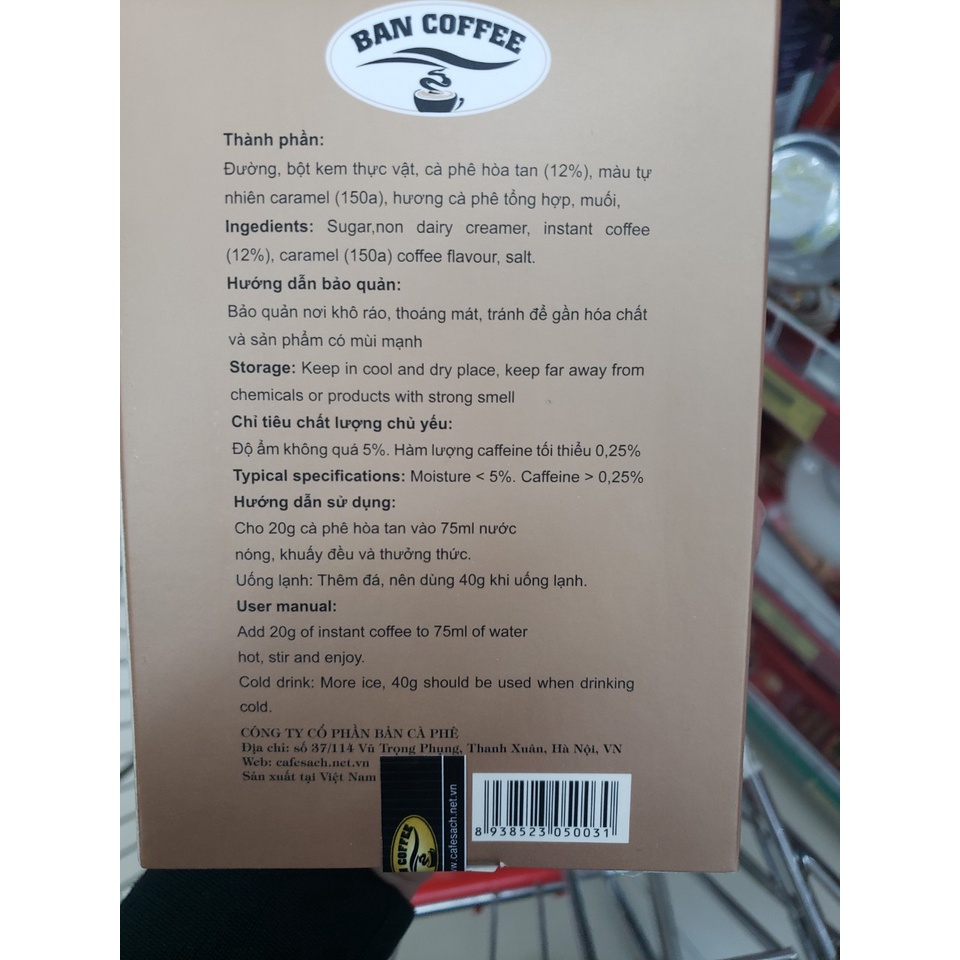 BAN COFFEE
Thành phần:
Đường, bột kem thực vật, cà phê hòa tan (12%), màu tự
nhiên caramel (150a), hương cà phê tổng hợp, muối,
Ingedients: Sugar,non dairy creamer, instant coffee
(12%), caramel (150a) coffee flavour, salt.
Hướng dẫn bảo quản:
Bảo quản nơi khô ráo, thoáng mát, tránh để gần hóa chất
và sản phẩm có mùi mạnh
Storage: Keep in cool and dry place, keep far away from
chemicals or products with strong smell
Chỉ tiêu chất lượng chủ yếu:
Độ ẩm không quá 5%. Hàm lượng caffeine tối thiểu 0,25%
Typical specifications: Moisture < 5%. Caffeine > 0,25%
Hướng dẫn sử dụng:
Cho 20g cà phê hòa tan vào 75ml nước
nóng, khuấy đều và thưởng thức.
Uống lạnh: Thêm đá, nên dùng 40g khi uống lạnh.
User manual:
Add 20g of instant coffee to 75ml of water
hot, stir and enjoy.
Cold drink: More ice, 40g should be used when drinking
cold.
CÔNG TY CỔ PHẦN BẢN CÀ PHÊ
Địa chỉ: số 37/114 Vũ Trọng Phụng, Thanh Xuân, Hà Nội, VN
Web: cafesach.net.vn
Sản xuất tại Việt Nam
COFFEE
w.cafesach.net.vn
8 938523 050031